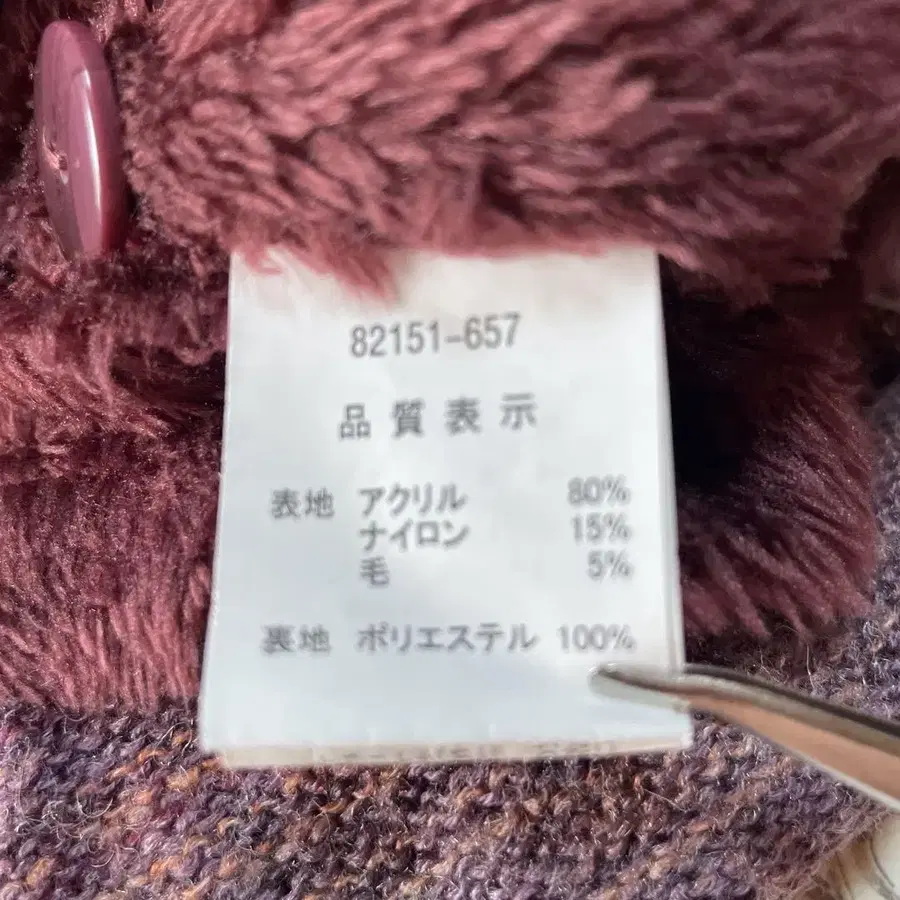 82151-657
品質表示
表地 アクリル 80%
ナイロン 15%
毛 5%
裏地 ポリエステル 100%